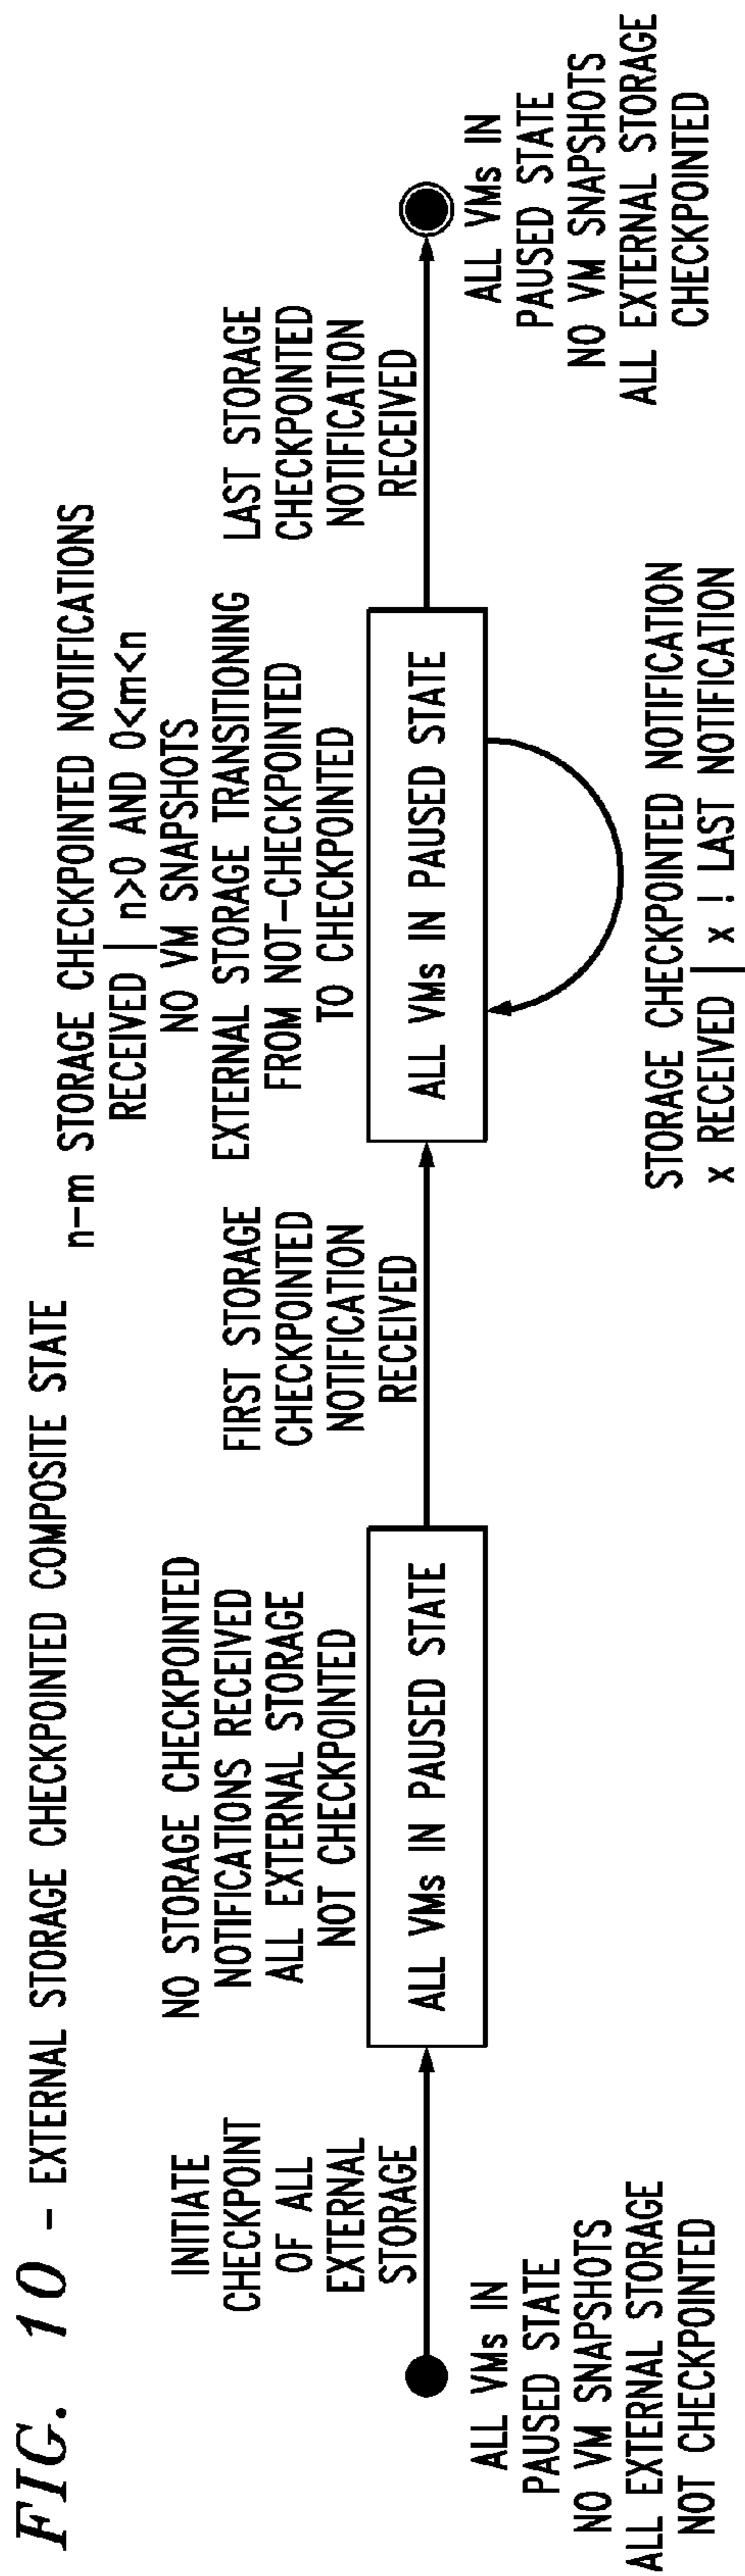 FIG. 10 - EXTERNAL STORAGE CHECKPOINTED COMPOSITE STATE
INITIATE
CHECKPOINT
OF ALL
EXTERNAL
STORAGE
ALL VMs IN
PAUSED STATE
NO VM SNAPSHOTS
ALL EXTERNAL STORAGE
NOT CHECKPOINTED
NO STORAGE CHECKPOINTED
NOTIFICATIONS RECEIVED
ALL EXTERNAL STORAGE
NOT CHECKPOINTED
ALL VMs IN PAUSED STATE
FIRST STORAGE
CHECKPOINTED
NOTIFICATION
RECEIVED
n-m STORAGE CHECKPOINTED NOTIFICATIONS
RECEIVED | n>0 AND 0<m<n
NO VM SNAPSHOTS
EXTERNAL STORAGE TRANSITIONING
FROM NOT-CHECKPOINTED
TO CHECKPOINTED
ALL VMs IN PAUSED STATE
STORAGE CHECKPOINTED NOTIFICATION
x RECEIVED | x ! LAST NOTIFICATION
LAST STORAGE
CHECKPOINTED
NOTIFICATION
RECEIVED
ALL VMs IN
PAUSED STATE
NO VM SNAPSHOTS
ALL EXTERNAL STORAGE
CHECKPOINTED